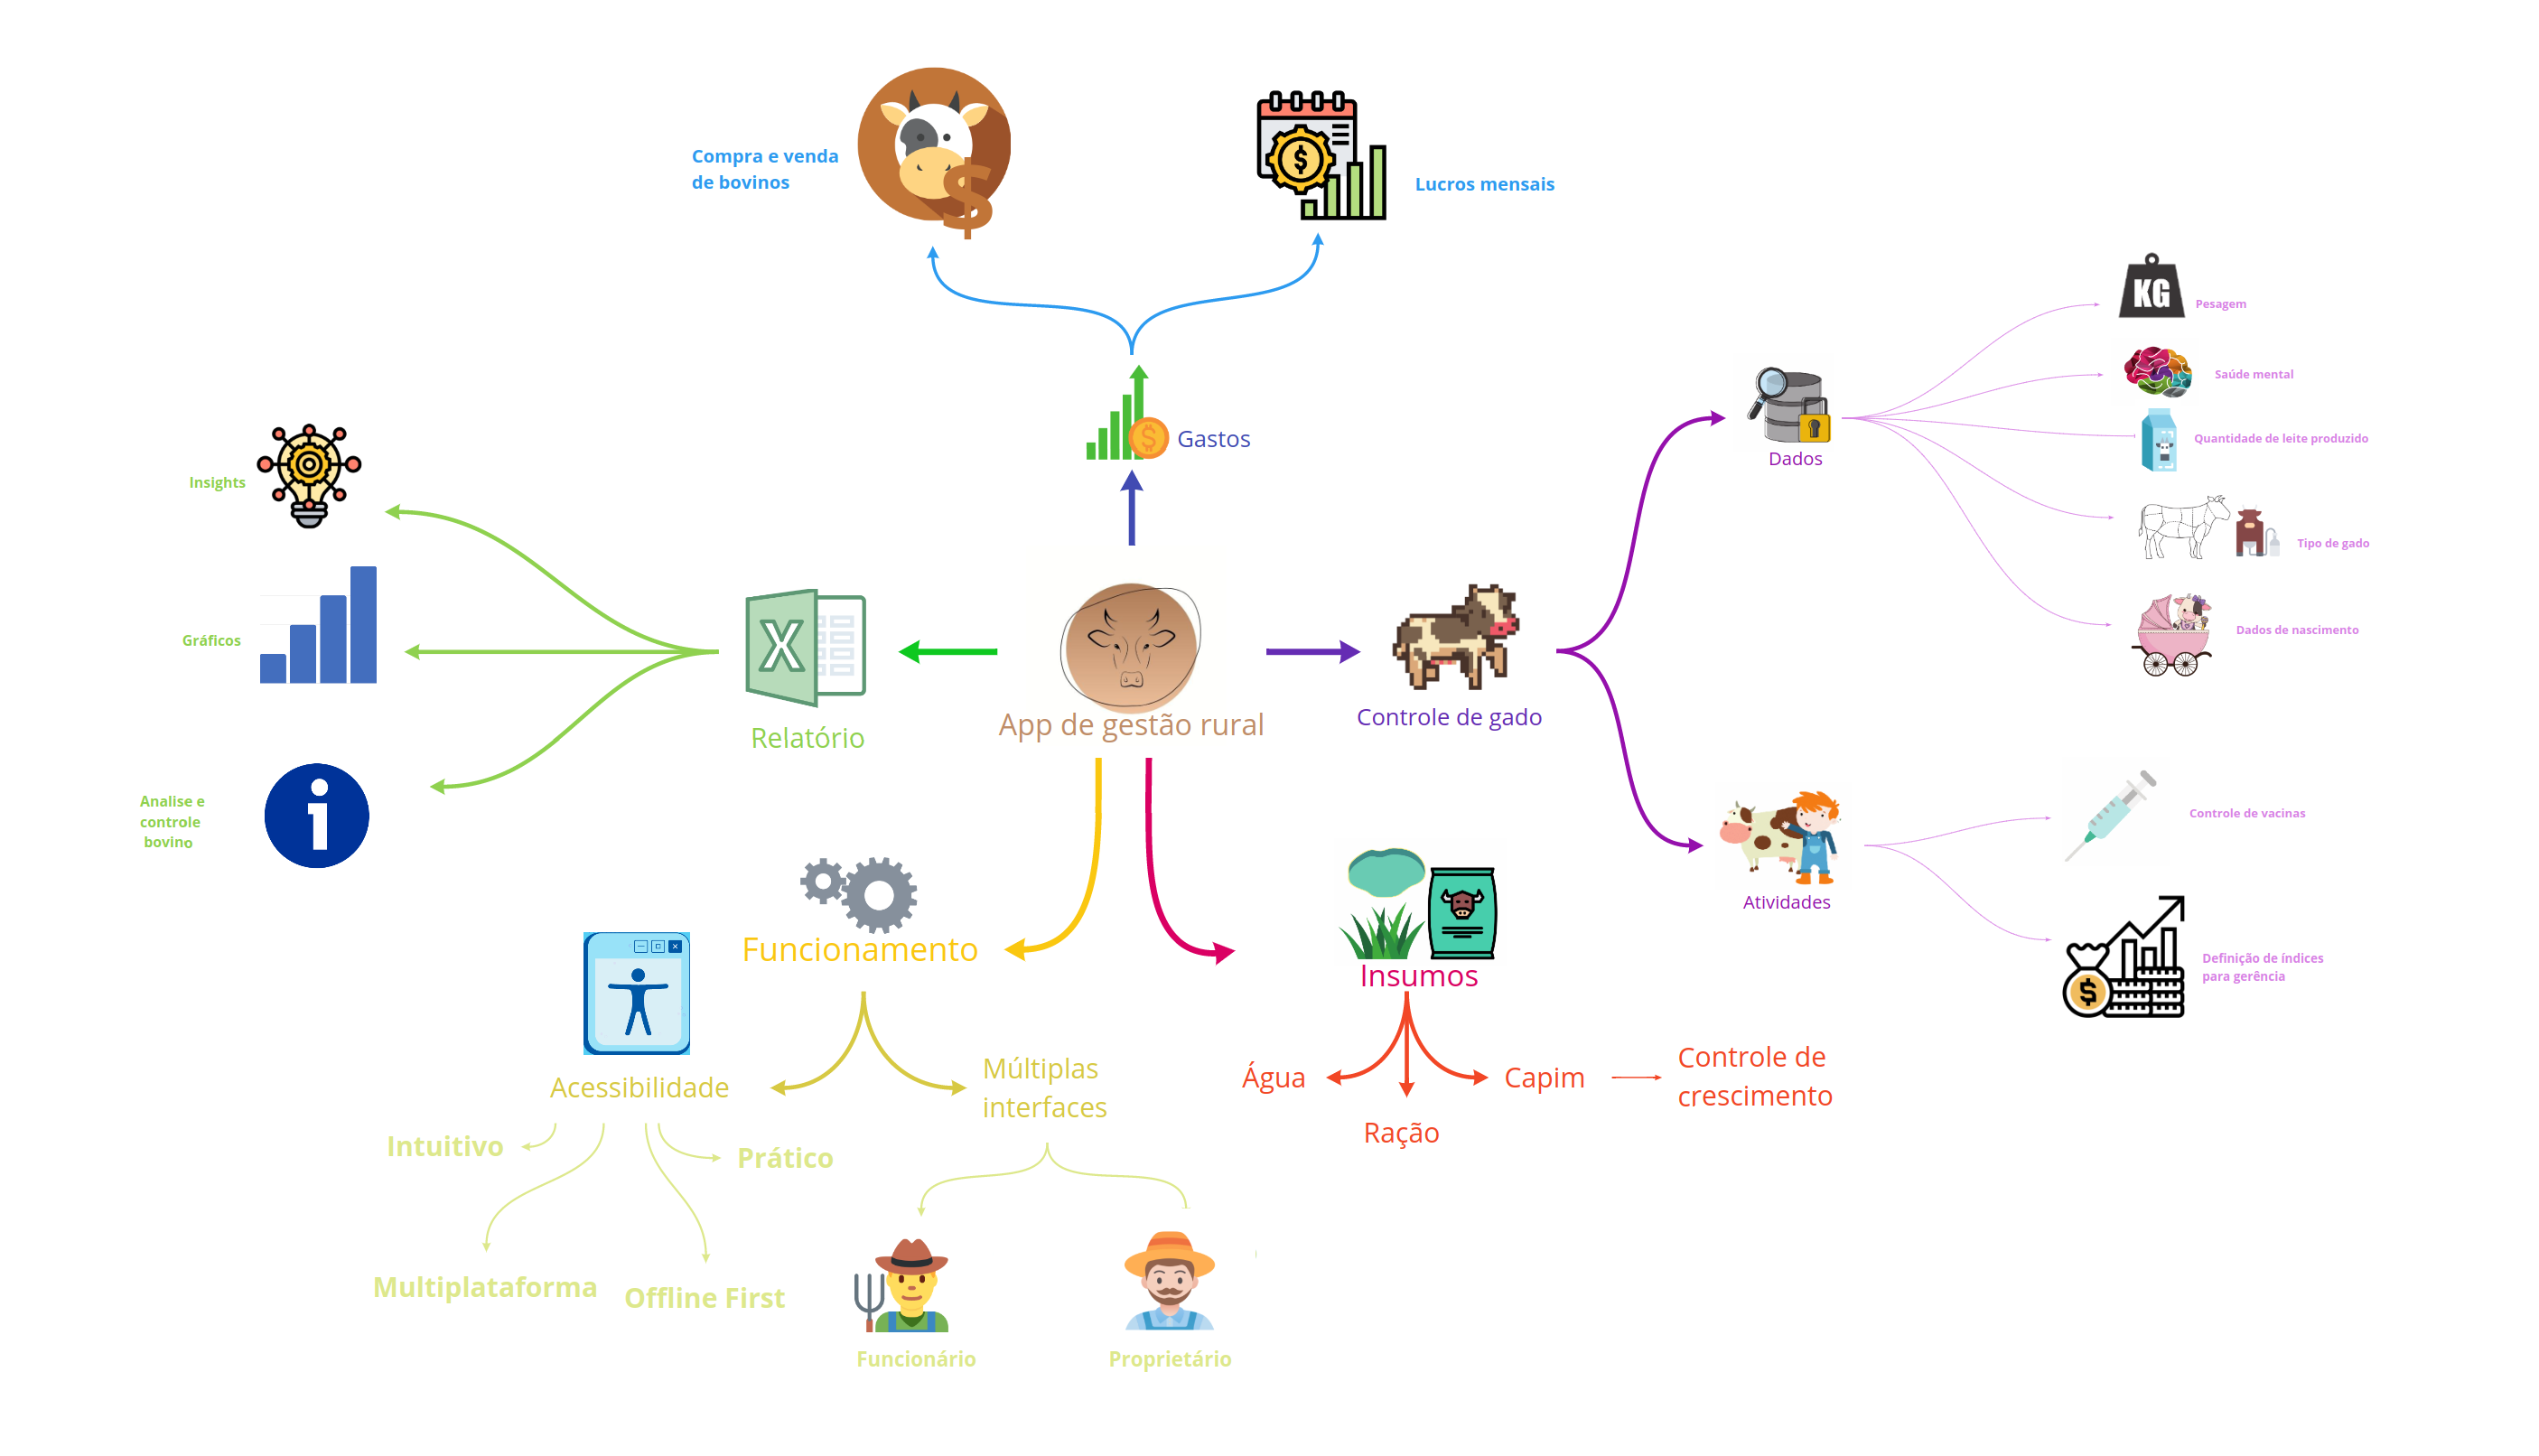 Compra e venda
de bovinos
Lucros mensais
KG
Pesagem
Saúde mental
Quantidade de leite produzido
Tipo de gado
Dados de nascimento
Dados
Gastos
Insights
Gráficos
Analise e
controle
bovino
Relatório
App de gestão rural
Controle de gado
Atividades
Controle de vacinas
Definição de índices
para gerência
Funcionamento
Insumos
Acessibilidade
Múltiplas
interfaces
Água
Capim
Controle de
crescimento
Ração
Intuitivo
Prático
Multiplataforma
Offline First
Funcionário
Proprietário